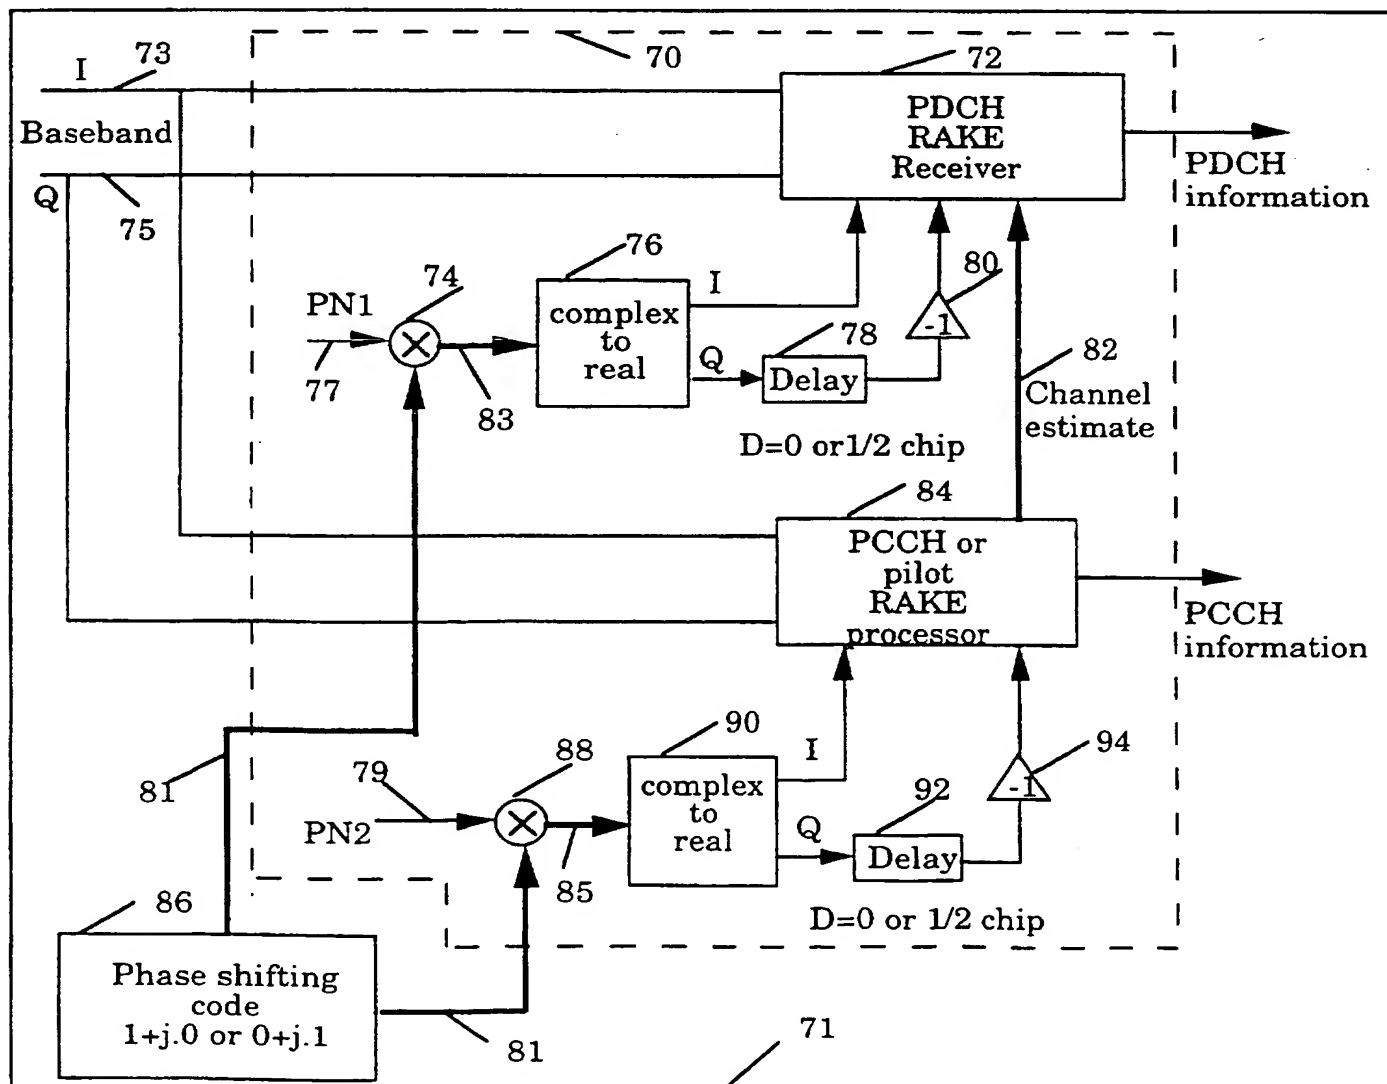 73
I
70
72
Baseband
PDCH
RAKE
Receiver
PDCH
information
Q
75
76
74
I
80
PN1
complex
to
real
-1
78
Q
Delay
82
77
83
Channel
estimate
D=0 or1/2 chip
84
PCCH or
pilot
RAKE
processor
PCCH
information
90
94
88
I
81
79
complex
to
real
-1
92
Q
PN2
Delay
85
86
D=0 or 1/2 chip
Phase shifting
code
1+j.0 or 0+j.1
81
71